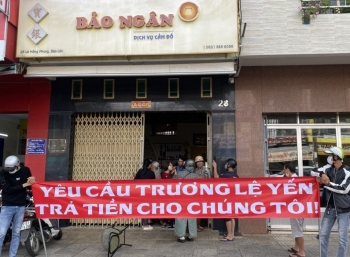 BẢO NGÂN
DỊCH VỤ CẦM ĐỒ
28
YÊU CẦU TRƯƠNG LỆ YẾN
TRẢ TIỀN CHO CHÚNG TÔI!